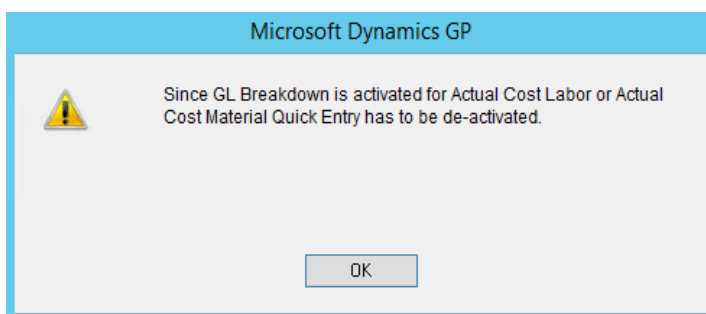 Microsoft Dynamics GP
Since GL Breakdown is activated for Actual Cost Labor or Actual
Cost Material Quick Entry has to be de-activated.
OK